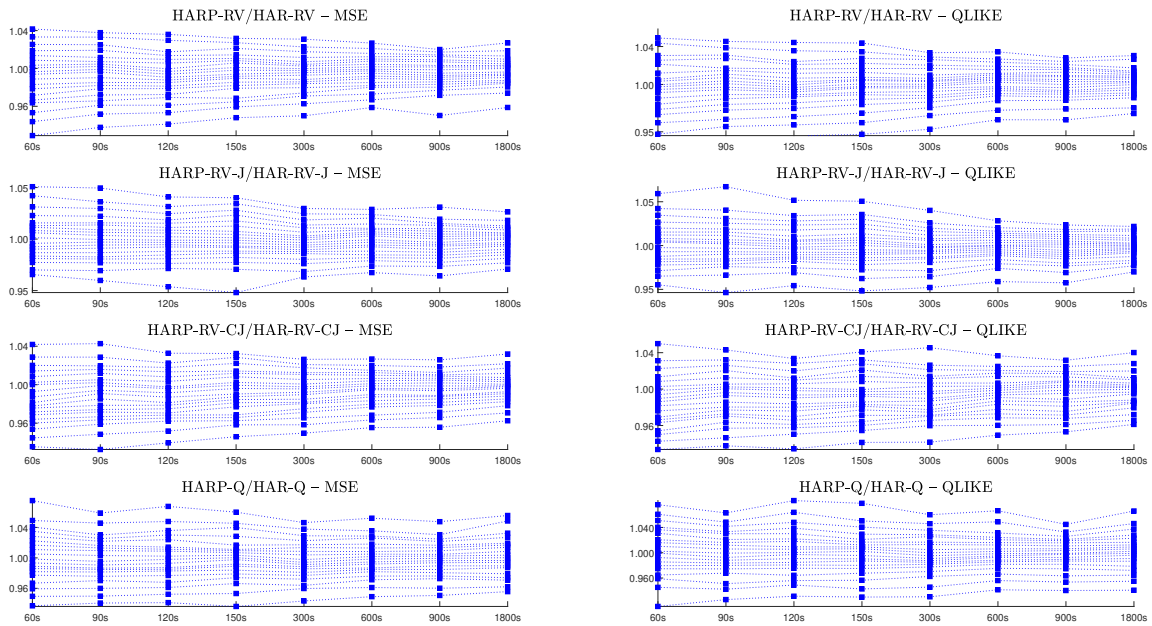 HARP-RV/HAR-RV – MSE
1.04
1.00
0.96
60s 90s 120s 150s 300s 600s 900s 1800s
HARP-RV/HAR-RV – QLIKE
1.04
1.00
0.95
60s 90s 120s 150s 300s 600s 900s 1800s
HARP-RV-J/HAR-RV-J – MSE
1.05
1.00
0.95
60s 90s 120s 150s 300s 600s 900s 1800s
HARP-RV-J/HAR-RV-J – QLIKE
1.05
1.00
0.95
60s 90s 120s 150s 300s 600s 900s 1800s
HARP-RV-CJ/HAR-RV-CJ – MSE
1.04
1.00
0.96
60s 90s 120s 150s 300s 600s 900s 1800s
HARP-RV-CJ/HAR-RV-CJ – QLIKE
1.04
1.00
0.96
60s 90s 120s 150s 300s 600s 900s 1800s
HARP-Q/HAR-Q – MSE
1.04
1.00
0.96
60s 90s 120s 150s 300s 600s 900s 1800s
HARP-Q/HAR-Q – QLIKE
1.040
1.000
0.960
60s 90s 120s 150s 300s 600s 900s 1800s